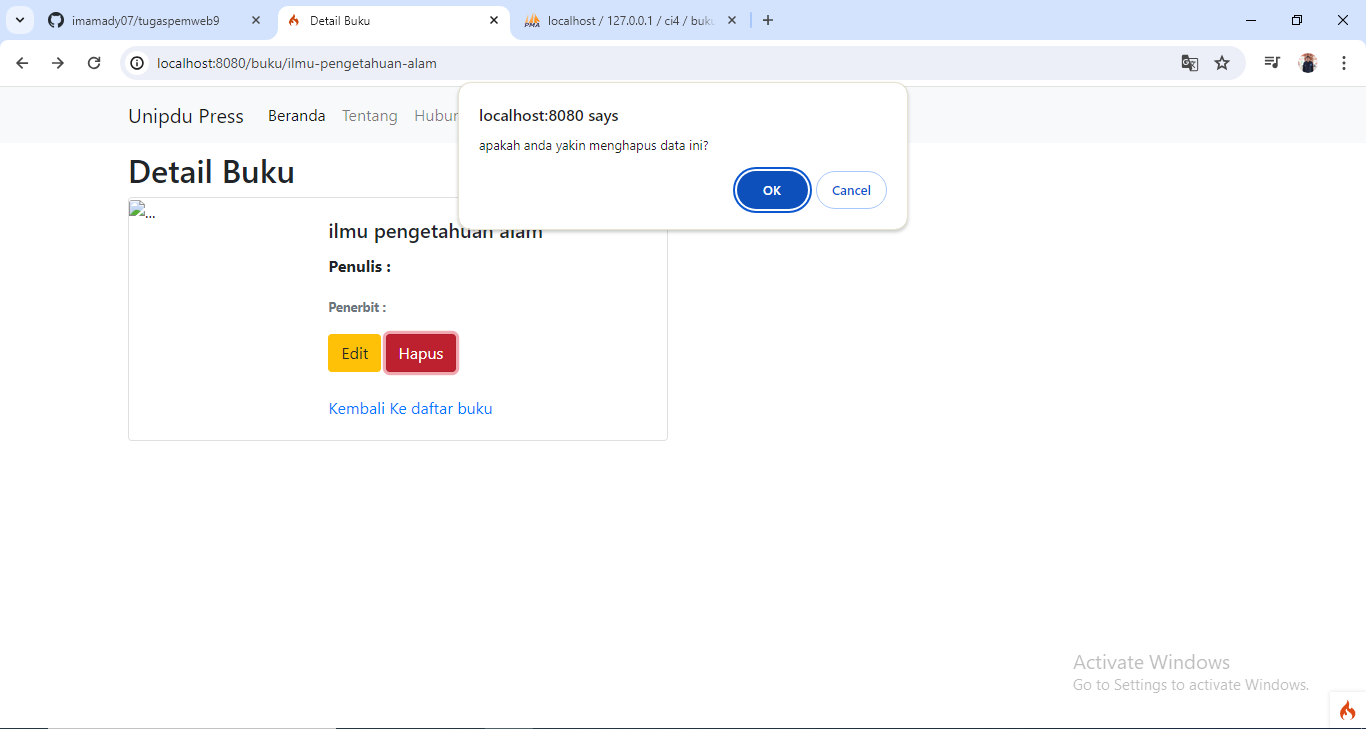 imamady07/tugaspemweb9
Detail Buku
PMA
localhost / 127.0.0.1 / ci4 / buku
localhost:8080/buku/ilmu-pengetahuan-alam
Unipdu Press Beranda Tentang Hubun
localhost:8080 says
apakah anda yakin menghapus data ini?
OK Cancel
Detail Buku
...
ilmu pengetahuan alam
Penulis :
Penerbit :
Edit Hapus
Kembali Ke daftar buku
Activate Windows
Go to Settings to activate Windows.